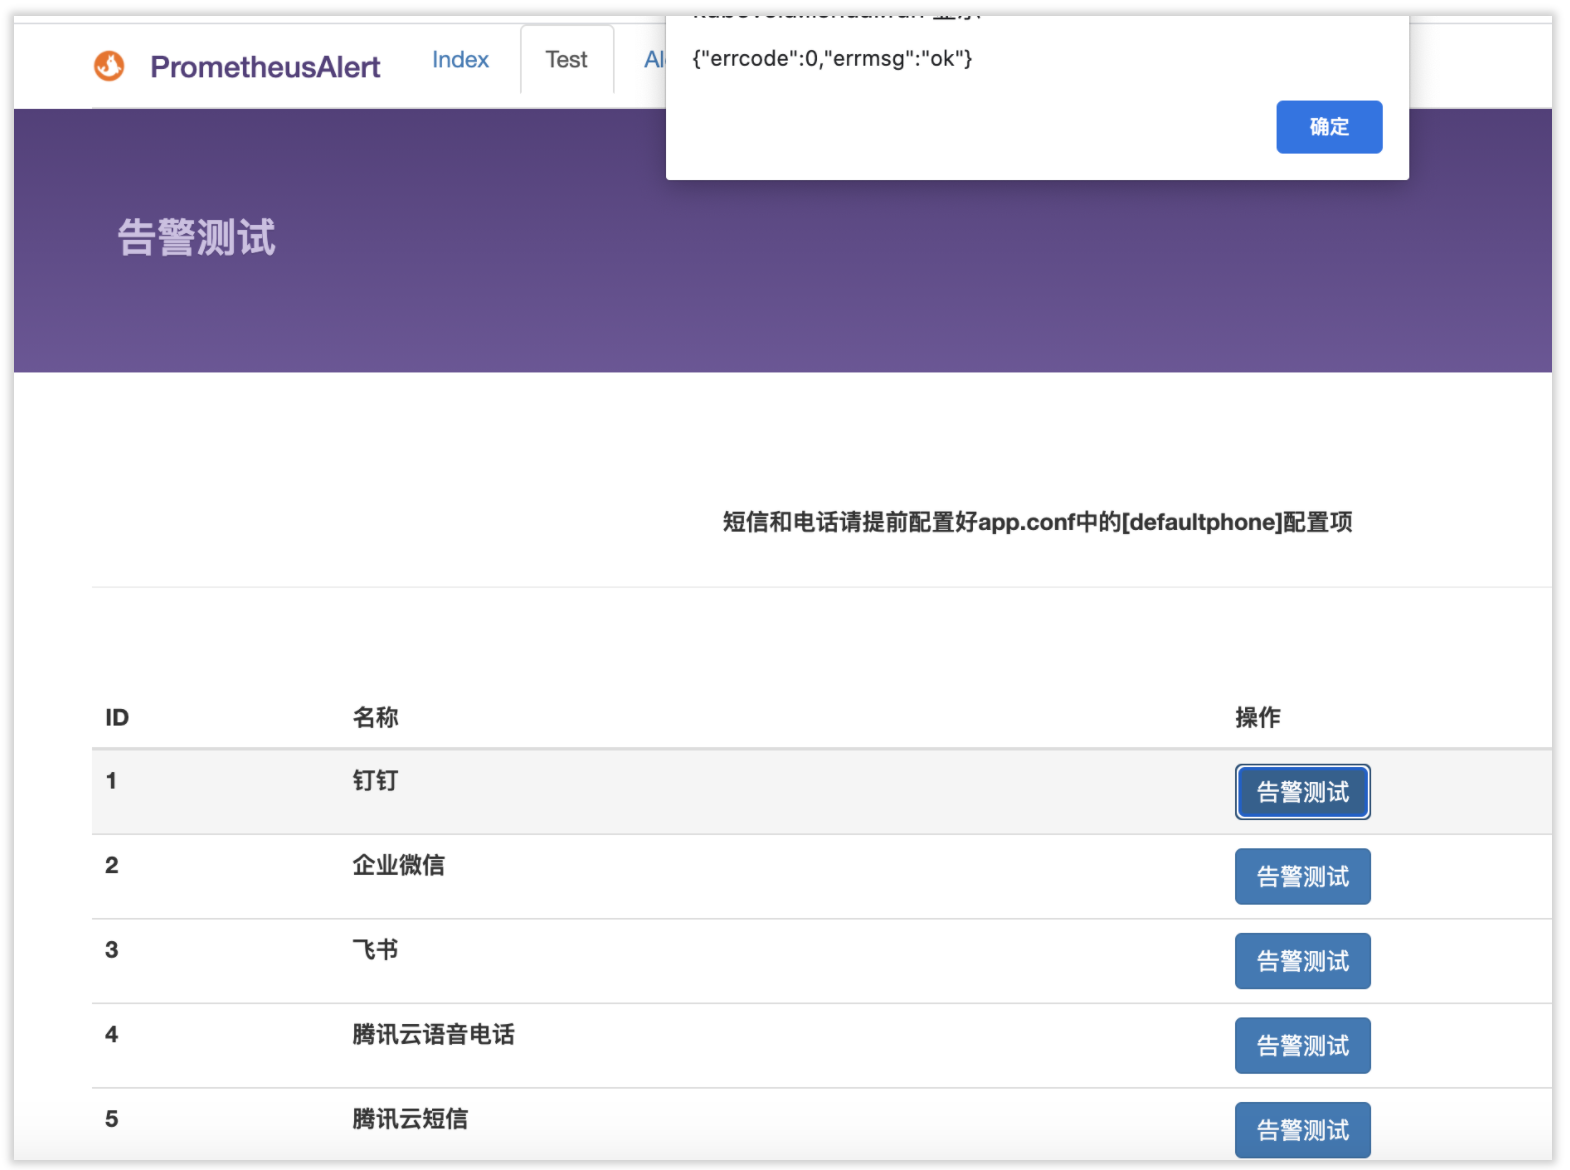 PrometheusAlert
Index
Test
{"errcode":0,"errmsg":"ok"}
确定
告警测试
短信和电话请提前配置好app.conf中的[defaultphone]配置项
ID 名称 操作
1 钉钉 告警测试
2 企业微信 告警测试
3 飞书 告警测试
4 腾讯云语音电话 告警测试
5 腾讯云短信 告警测试